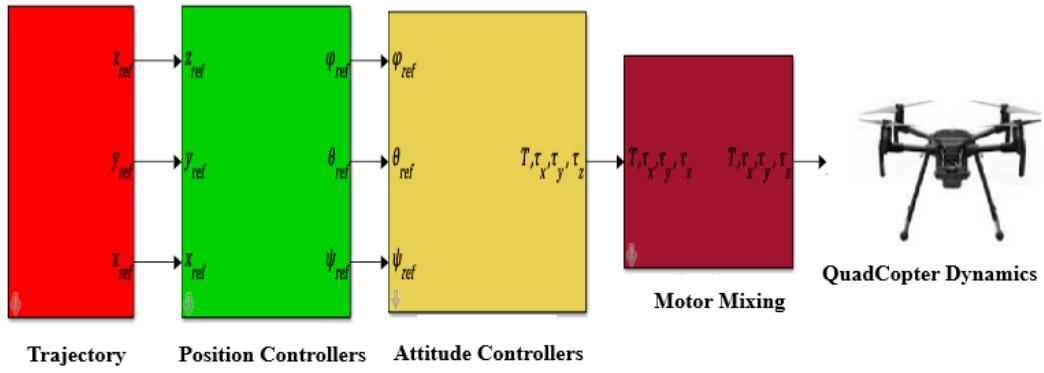 z_ref z_ref φ_ref φ_ref
y_ref y_ref θ_ref θ_ref T,τ_x,τ_y,τ_z T,τ_x,τ_y,τ_z T,τ_x,τ_y,τ_z
x_ref x_ref ψ_ref ψ_ref
QuadCopter Dynamics
Motor Mixing
Trajectory
Position Controllers
Attitude Controllers